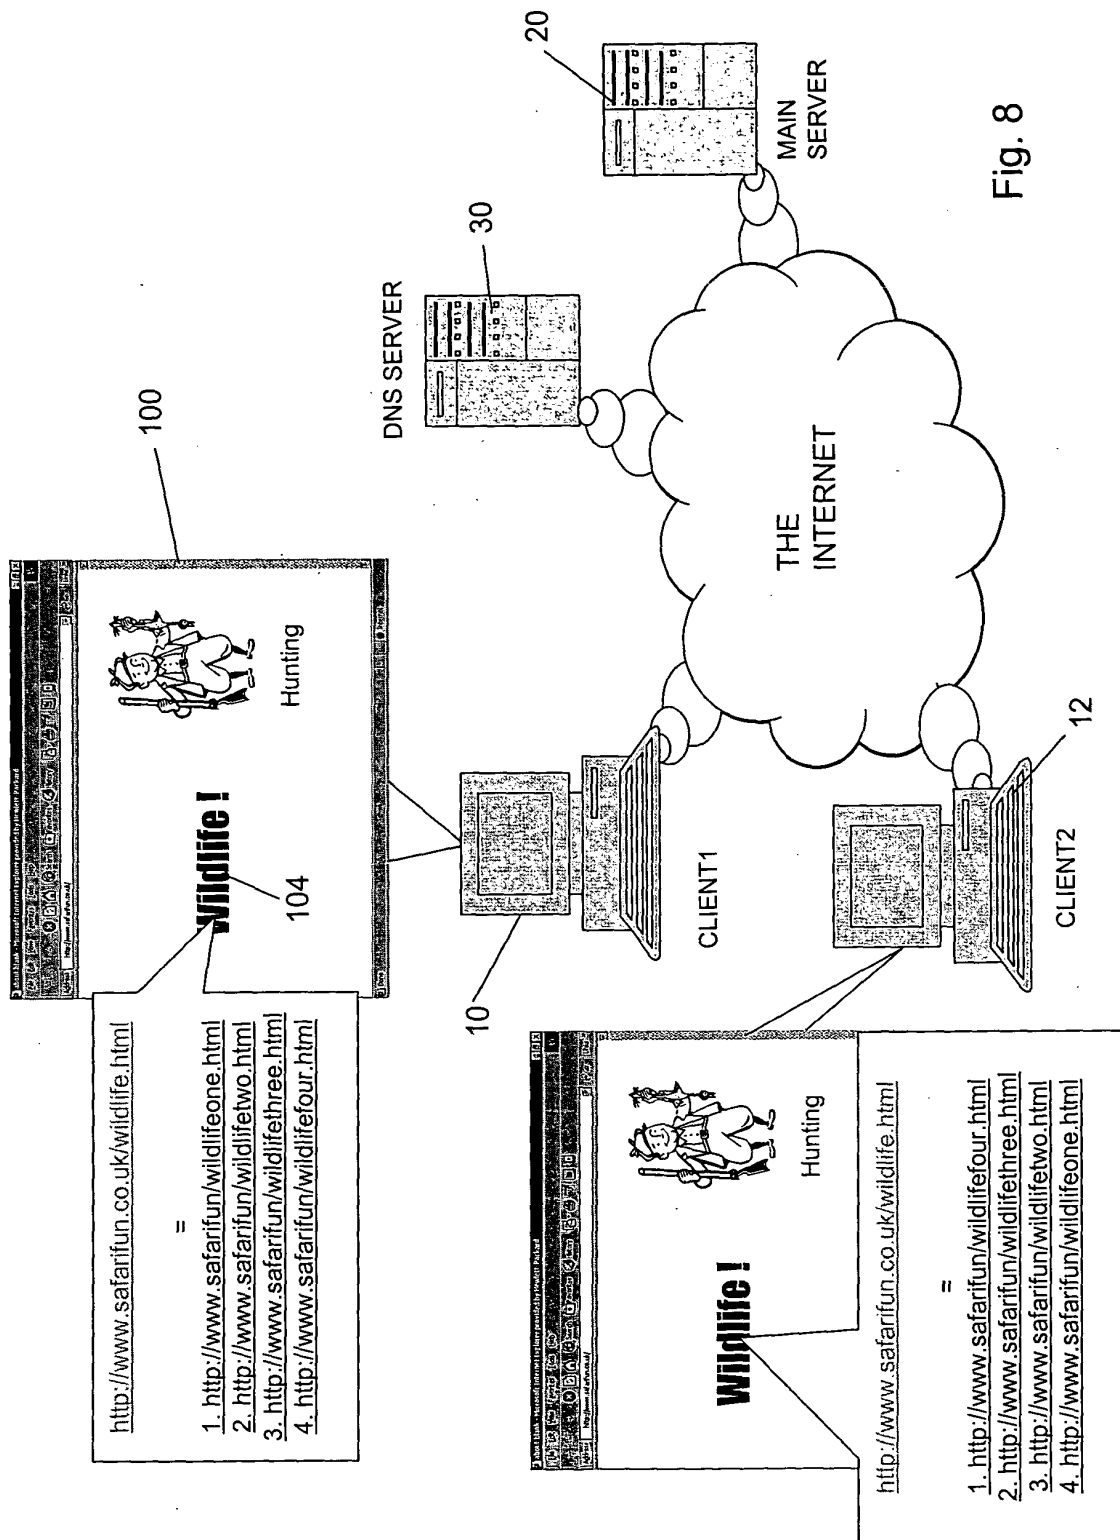 http://www.safarifun.co.uk/wildlife.html
=
1. http://www.safarifun/wildlifeone.html
2. http://www.safarifun/wildlifetwo.html
3. http://www.safarifun/wildlifethree.html
4. http://www.safarifun/wildlifefour.html
Wildlife !
104
Hunting
100
10
CLIENT1
DNS SERVER
30
20
MAIN
SERVER
THE
INTERNET
http://www.safarifun.co.uk/wildlife.html
=
1. http://www.safarifun/wildlifefour.html
2. http://www.safarifun/wildlifethree.html
3. http://www.safarifun/wildlifetwo.html
4. http://www.safarifun/wildlifeone.html
Wildlife !
Hunting
CLIENT2
12
Fig. 8